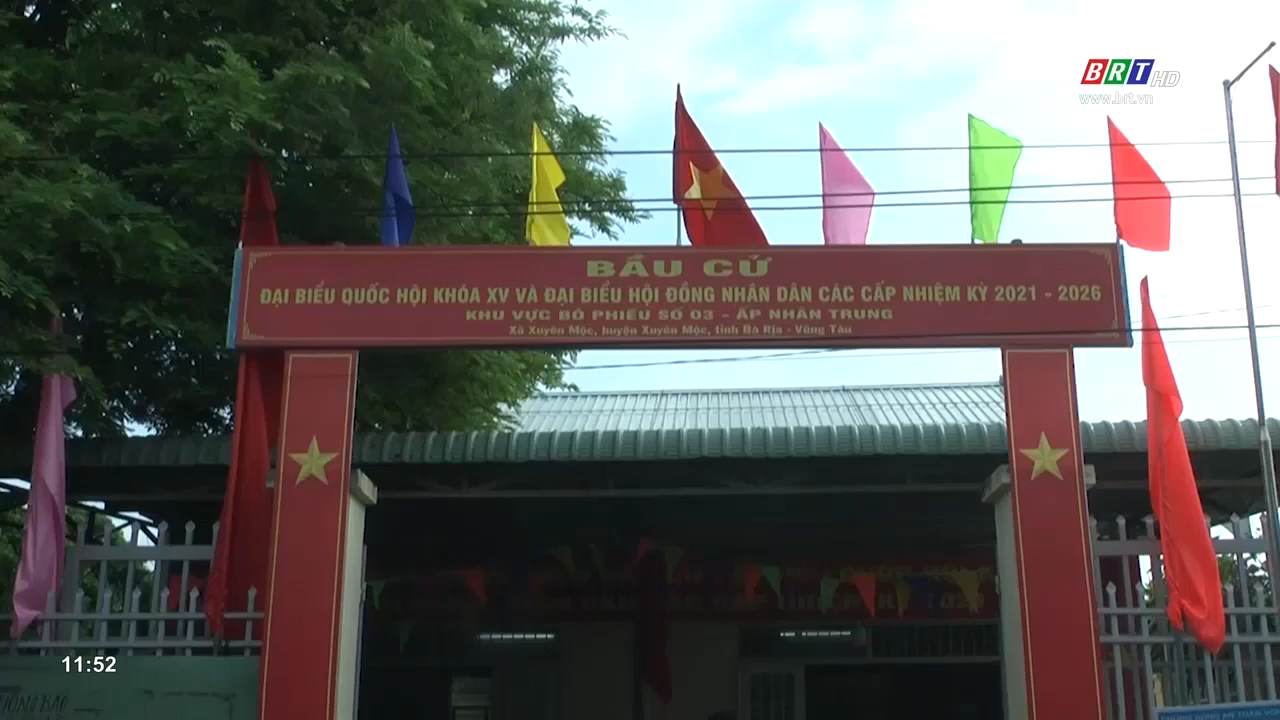 BRT HD
www.brt.vn
BẦU CỬ
ĐẠI BIỂU QUỐC HỘI KHÓA XV VÀ ĐẠI BIỂU HỘI ĐỒNG NHÂN DÂN CÁC CẤP NHIỆM KỲ 2021 - 2026
KHU VỰC BỎ PHIẾU SỐ 03 - ẤP NHÂN TRUNG
Xã Xuyên Mộc, huyện Xuyên Mộc, tỉnh Bà Rịa - Vũng Tàu
11:52